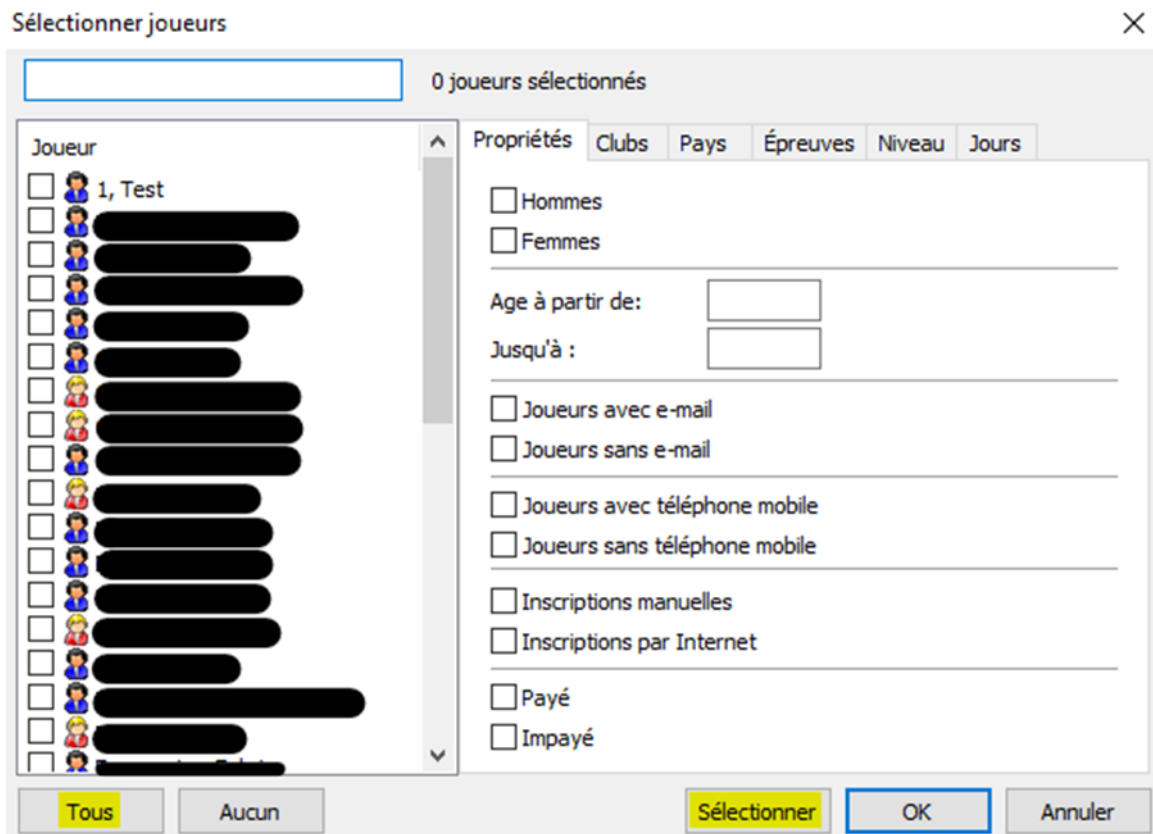 Sélectionner joueurs
0 joueurs sélectionnés
Joueur
1, Test
Propriétés Clubs Pays Épreuves Niveau Jours
Hommes
Femmes
Age à partir de:
Jusqu'à :
Joueurs avec e-mail
Joueurs sans e-mail
Joueurs avec téléphone mobile
Joueurs sans téléphone mobile
Inscriptions manuelles
Inscriptions par Internet
Payé
Impayé
Tous Aucun Sélectionner OK Annuler